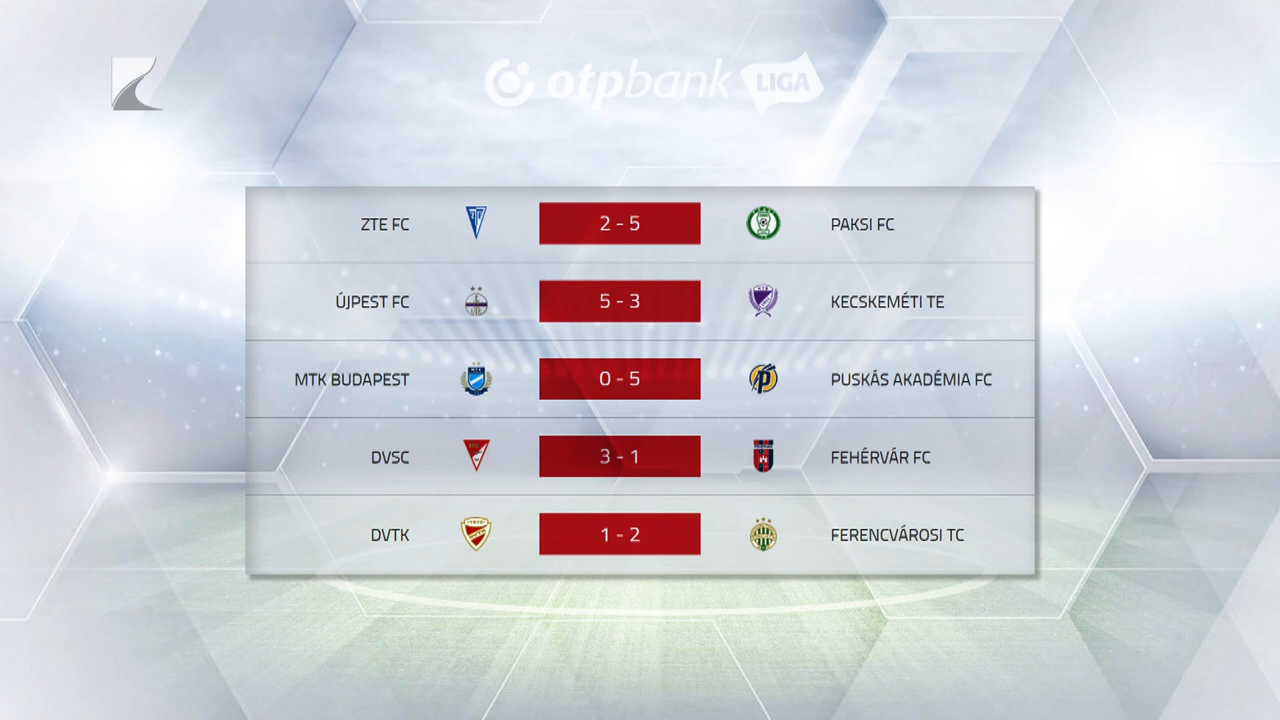 otpbank LIGA
ZTE FC 2 - 5 PAKSI FC
ÚJPEST FC 5 - 3 KECSKEMÉTI TE
MTK BUDAPEST 0 - 5 PUSKÁS AKADÉMIA FC
DVSC 3 - 1 FEHÉRVÁR FC
DVTK 1 - 2 FERENCVÁROSI TC